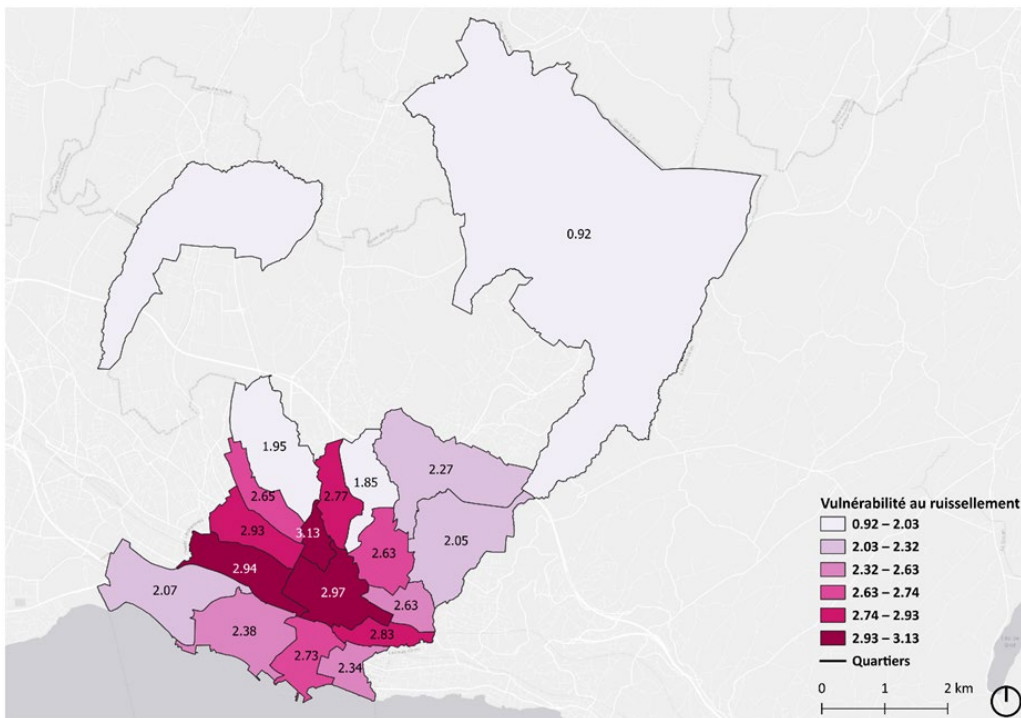 0.92
1.95
2.27
1.85
2.77
2.65
2.93
3.13
2.63
2.05
2.94
2.07
2.97
2.63
2.38
2.83
2.73
2.34
Vulnérabilité au ruissellement
0.92 – 2.03
2.03 – 2.32
2.32 – 2.63
2.63 – 2.74
2.74 – 2.93
2.93 – 3.13
Quartiers
0 1 2 km